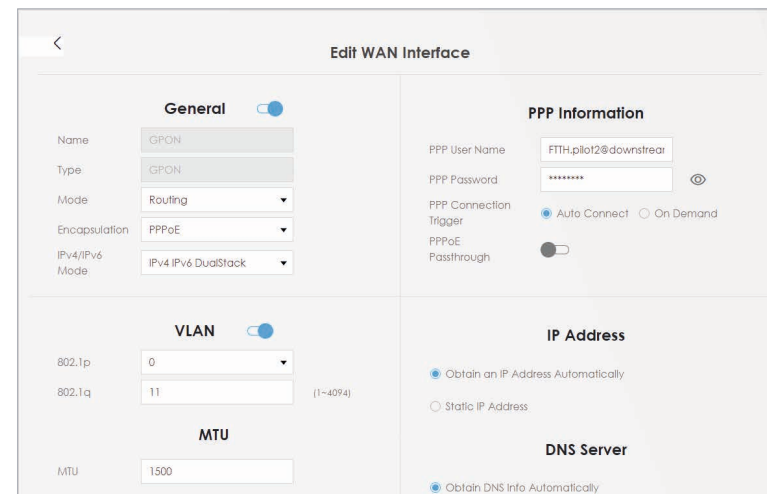 Edit WAN Interface
General
Name GPON
Type GPON
Mode Routing
Encapsulation PPPoE
IPv4/IPv6
Mode IPv4 IPv6 DualStack
PPP Information
PPP User Name FTTH.pilot2@downstrear
PPP Password ********
PPP Connection
Trigger Auto Connect On Demand
PPPoE
Passthrough
VLAN
802.1p 0
802.1q 11 (1~4094)
MTU
MTU 1500
IP Address
Obtain an IP Address Automatically
Static IP Address
DNS Server
Obtain DNS Info Automatically